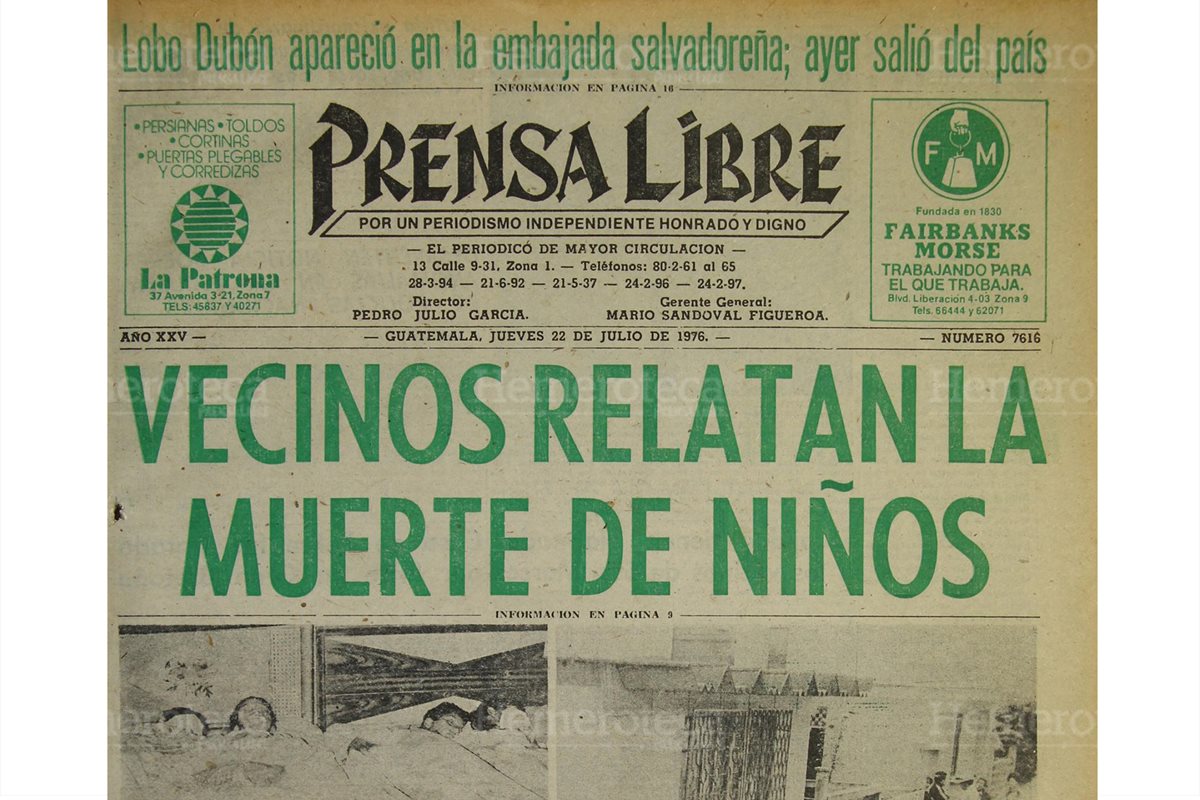 Lobo Dubón apareció en la embajada salvadoreña; ayer salió del país
INFORMACION EN PAGINA 16
• PERSIANAS • TOLDOS
• CORTINAS
• PUERTAS PLEGABLES
Y CORREDIZAS
La Patrona
37 Avenida 3-21, Zona 7
TELS: 45637 Y 40271
PRENSA LIBRE
POR UN PERIODISMO INDEPENDIENTE HONRADO Y DIGNO
— EL PERIODICÓ DE MAYOR CIRCULACION —
13 Calle 9-31, Zona 1. — Teléfonos: 80-2-61 al 65
28-3-94 — 21-6-92 — 21-5-37 — 24-2-96 — 24-2-97.
Director:
PEDRO JULIO GARCIA.
Gerente General:
MARIO SANDOVAL FIGUEROA.
F M
Fundada en 1830
FAIRBANKS
MORSE
TRABAJANDO PARA
EL QUE TRABAJA.
Blvd. Liberación 4-03 Zona 9
Tels. 66444 y 62071
AÑO XXV — — GUATEMALA, JUEVES 22 DE JULIO DE 1976. — — NUMERO 7616
VECINOS RELATAN LA
MUERTE DE NIÑOS
INFORMACION EN PAGINA 9
Hemeroteca